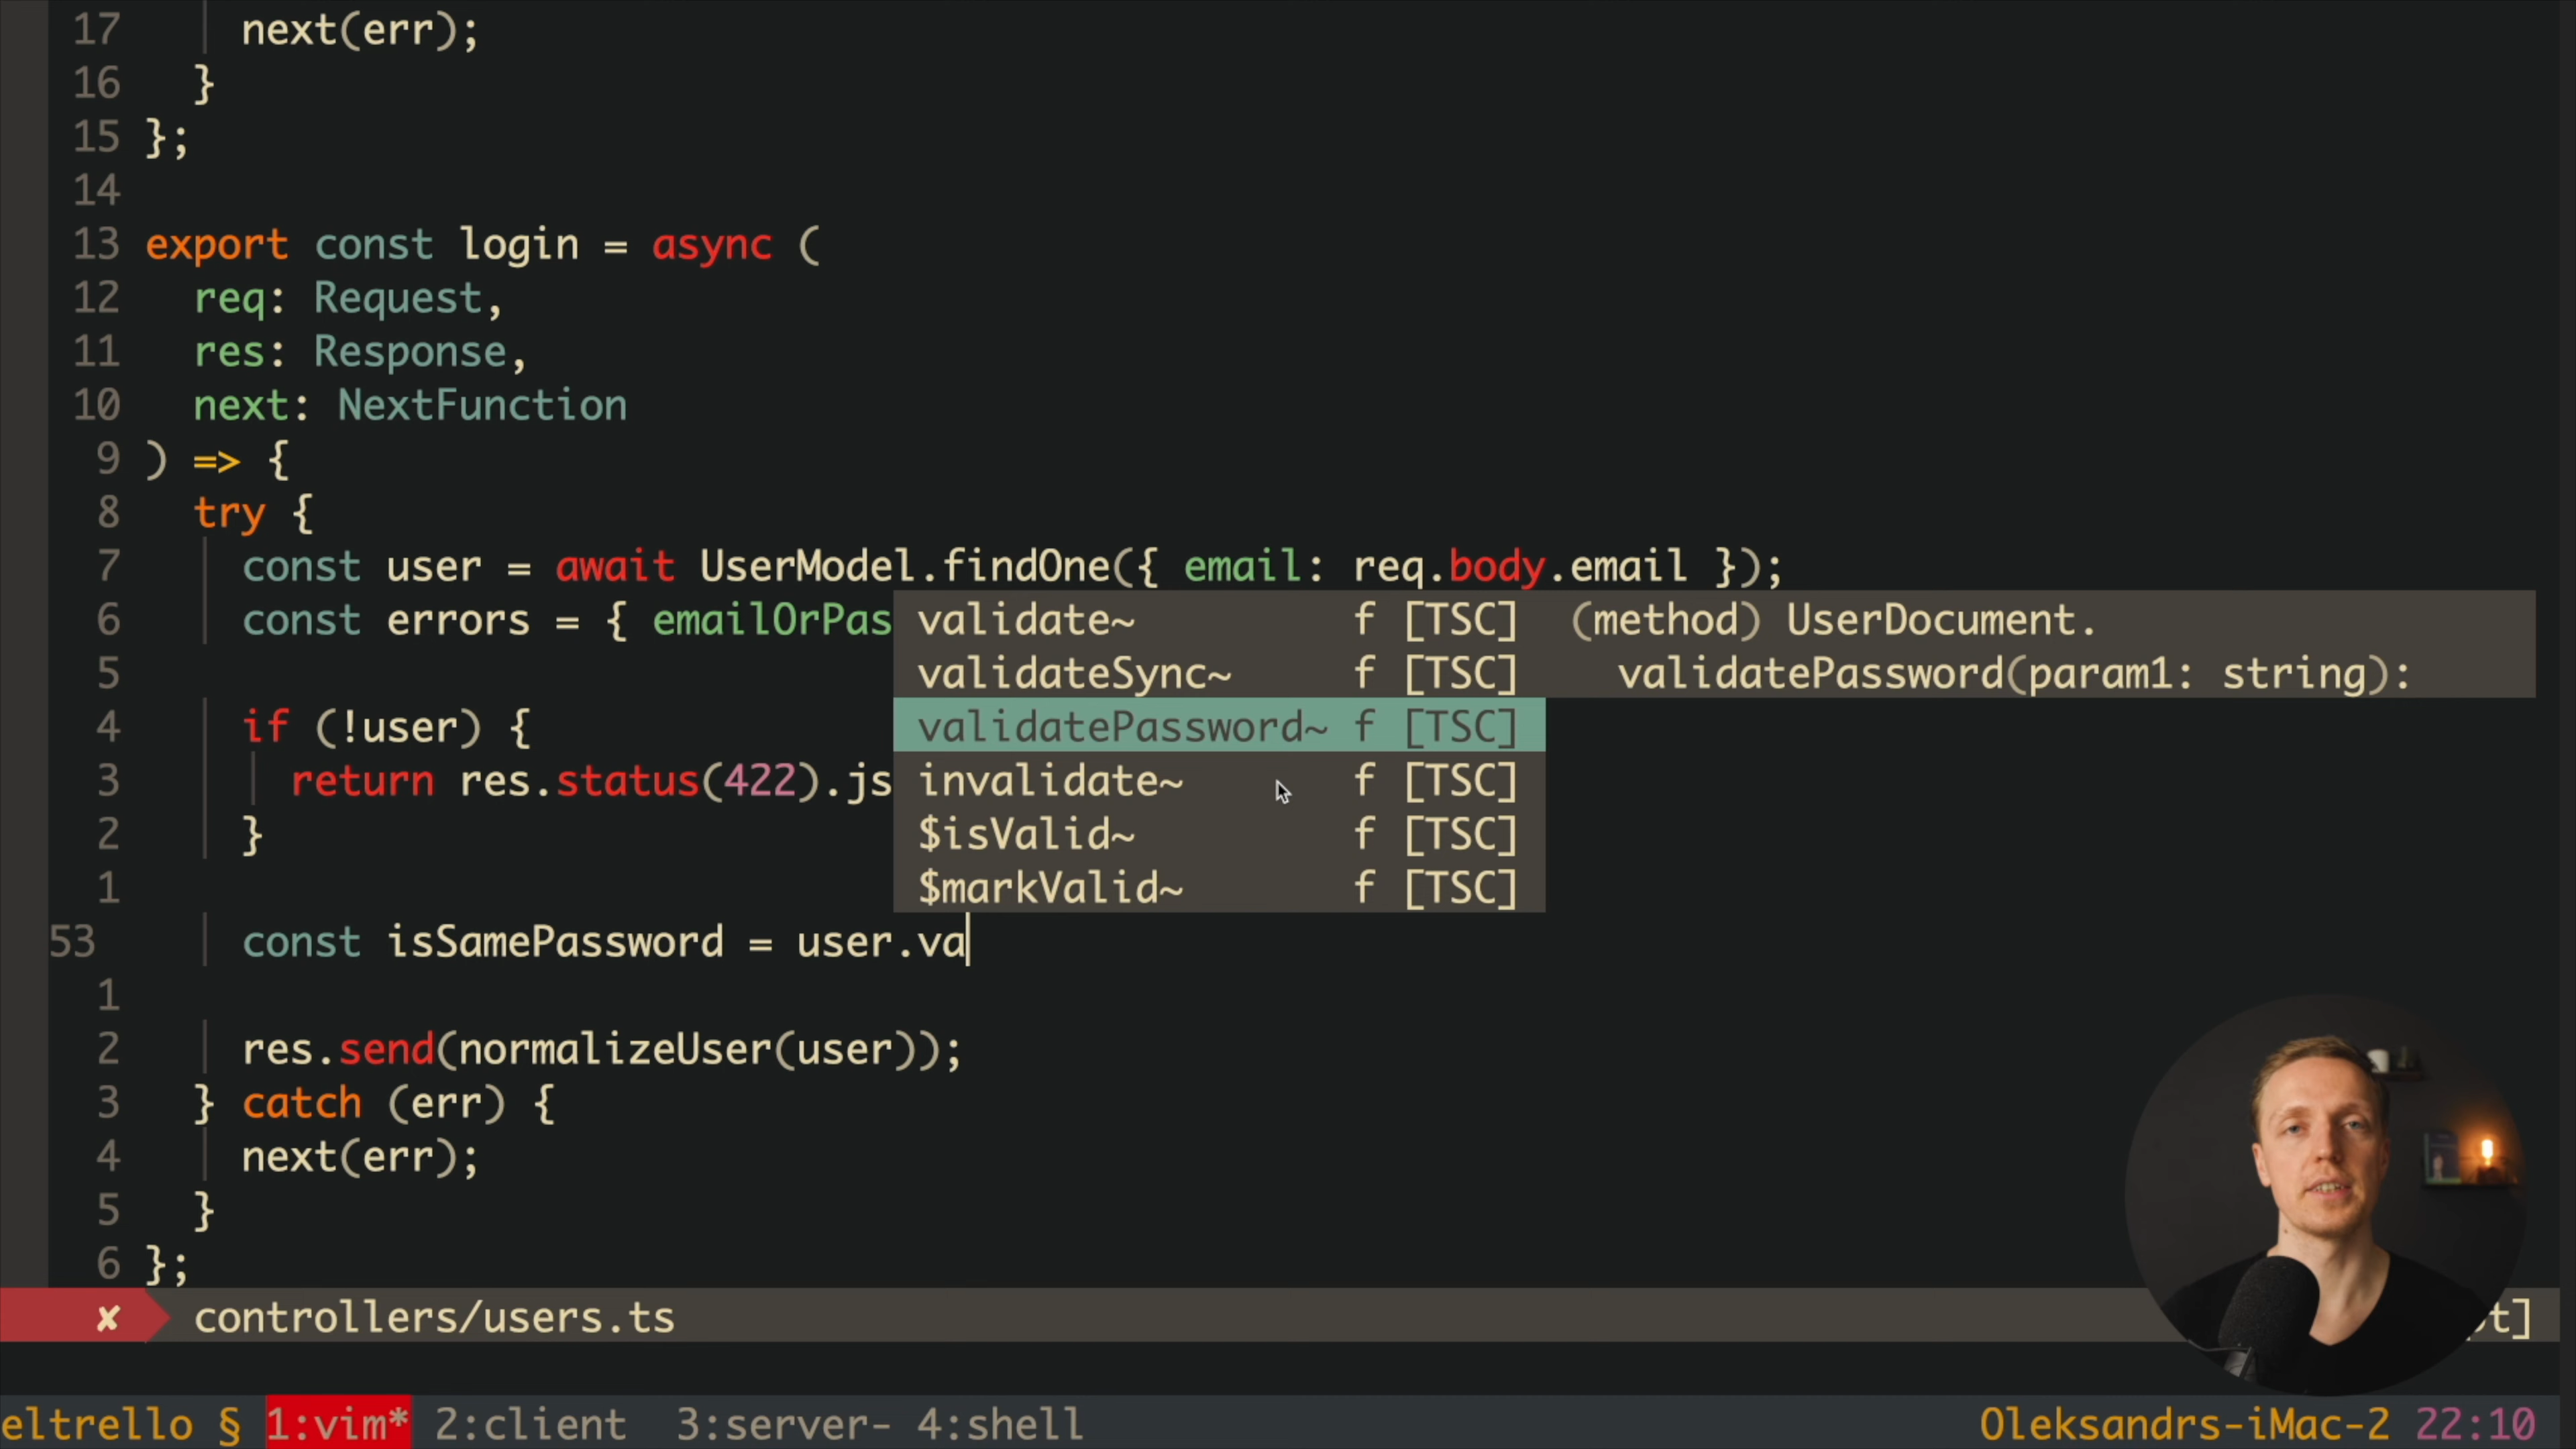 17 next(err);
16 }
15 };
14
13 export const login = async (
12 req: Request,
11 res: Response,
10 next: NextFunction
9 ) => {
8 try {
7 const user = await UserModel.findOne({ email: req.body.email });
6 const errors = { emailOrPas validate~ f [TSC] (method) UserDocument.
5 validateSync~ f [TSC] validatePassword(param1: string):
4 if (!user) { validatePassword~ f [TSC]
3 return res.status(422).js invalidate~ f [TSC]
2 } $isValid~ f [TSC]
1 $markValid~ f [TSC]
53 const isSamePassword = user.va
1
2 res.send(normalizeUser(user));
3 } catch (err) {
4 next(err);
5 }
6 };
✘ controllers/users.ts t]
eltrello § 1:vim* 2:client 3:server- 4:shell Oleksandrs-iMac-2 22:10